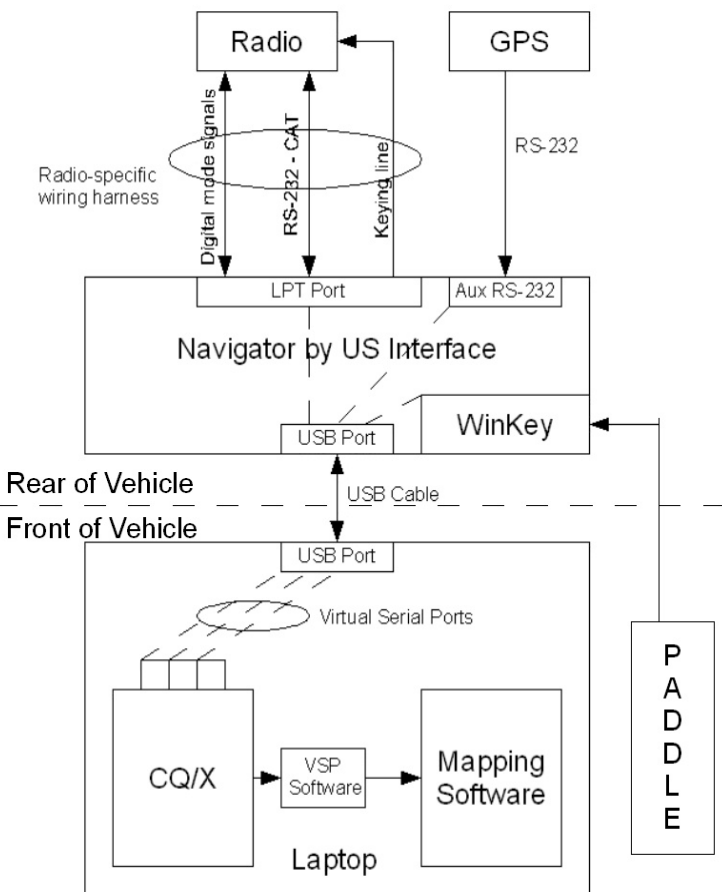 Radio
GPS
Digital mode signals
RS-232 - CAT
Keying line
RS-232
Radio-specific
wiring harness
LPT Port
Aux RS-232
Navigator by US Interface
WinKey
USB Port
Rear of Vehicle
USB Cable
Front of Vehicle
USB Port
Virtual Serial Ports
PADDLE
CQ/X
VSP
Software
Mapping
Software
Laptop